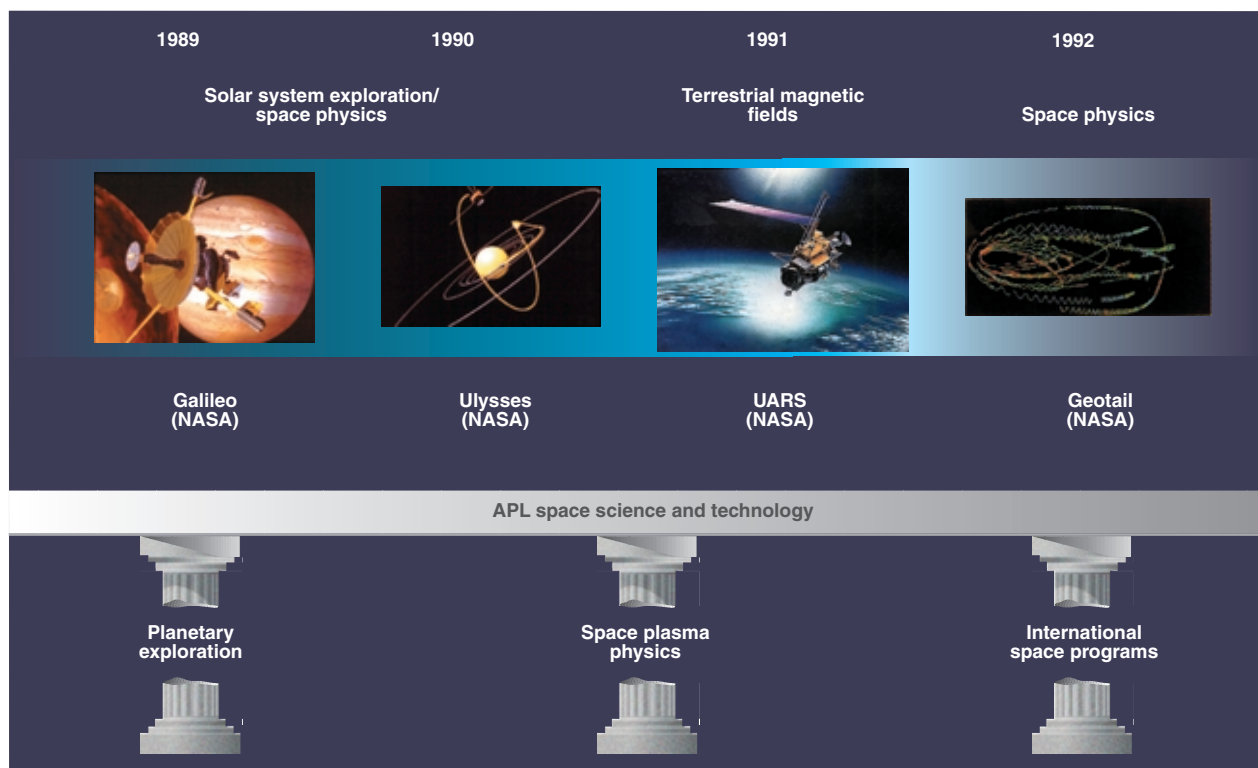 1989
1990
1991
1992
Solar system exploration/
space physics
Terrestrial magnetic
fields
Space physics
Galileo
(NASA)
Ulysses
(NASA)
UARS
(NASA)
Geotail
(NASA)
APL space science and technology
Planetary
exploration
Space plasma
physics
International
space programs